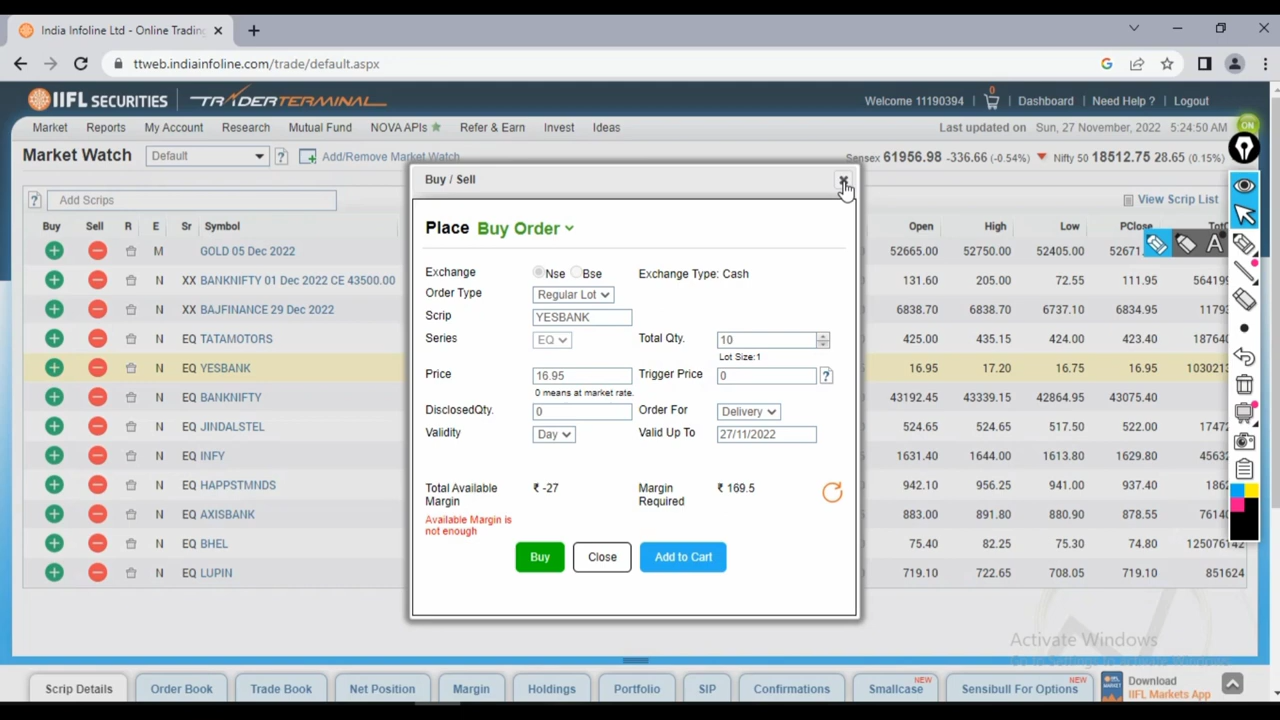 India Infoline Ltd - Online Trading
ttweb.indiainfoline.com/trade/default.aspx
IIFL SECURITIES TRADER TERMINAL
0
Welcome 11190394 | Dashboard | Need Help ? | Logout
Market Reports My Account Research Mutual Fund NOVA APIs Refer & Earn Invest Ideas
Last updated on Sun, 27 November, 2022 5:24:50 AM ON
Market Watch Default ? Add/Remove Market Watch
Sensex 61956.98 -336.66 (-0.54%) Nifty 50 18512.75 28.65 (0.15%)
? Add Scrips
View Scrip List
Buy Sell R E Sr Symbol Open High Low PClose
GOLD 05 Dec 2022 M 52665.00 52750.00 52405.00
N XX BANKNIFTY 01 Dec 2022 CE 43500.00 131.60 205.00 72.55 111.95 564199
N XX BAJFINANCE 29 Dec 2022 6838.70 6838.70 6737.10 6834.95 11793
N EQ TATAMOTORS 425.00 435.15 424.00 423.40 187640
N EQ YESBANK 16.95 17.20 16.75 16.95 1030213
N EQ BANKNIFTY 43192.45 43339.15 42864.95 43075.40
N EQ JINDALSTEL 524.65 524.65 517.50 522.00 17472
N EQ INFY 1631.40 1644.00 1613.80 1629.80 45632
N EQ HAPPSTMNDS 942.10 956.25 941.00 937.40 1862
N EQ AXISBANK 883.00 891.80 880.90 878.55 76140
N EQ BHEL 75.40 82.25 75.30 74.80 125076142
N EQ LUPIN 719.10 722.65 708.05 719.10 851624
Buy / Sell
Place Buy Order
Exchange Nse Bse Exchange Type: Cash
Order Type Regular Lot
Scrip YESBANK
Series EQ Total Qty. 10
Lot Size:1
Price 16.95 Trigger Price 0 ?
0 means at market rate.
DisclosedQty. 0 Order For Delivery
Validity Day Valid Up To 27/11/2022
Total Available Margin ₹ -27 Margin Required ₹ 169.5
Available Margin is
not enough
Buy Close Add to Cart
A
Activate Windows
Scrip Details Order Book Trade Book Net Position Margin Holdings Portfolio SIP Confirmations Smallcase NEW Sensibull For Options NEW
Download
IIFL Markets App